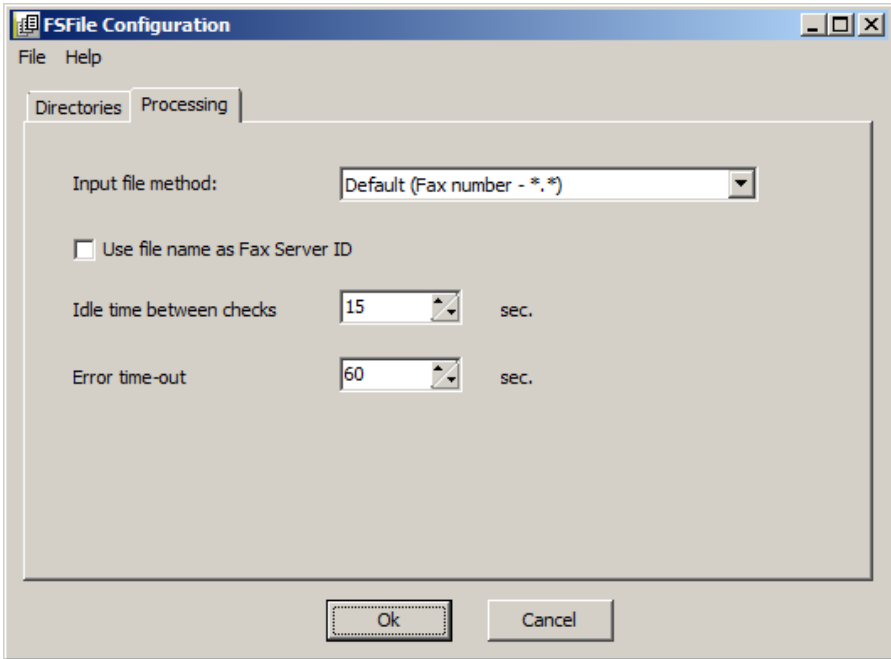 FSFile Configuration
File Help
Directories Processing
Input file method: Default (Fax number - *.*)
Use file name as Fax Server ID
Idle time between checks 15 sec.
Error time-out 60 sec.
Ok Cancel